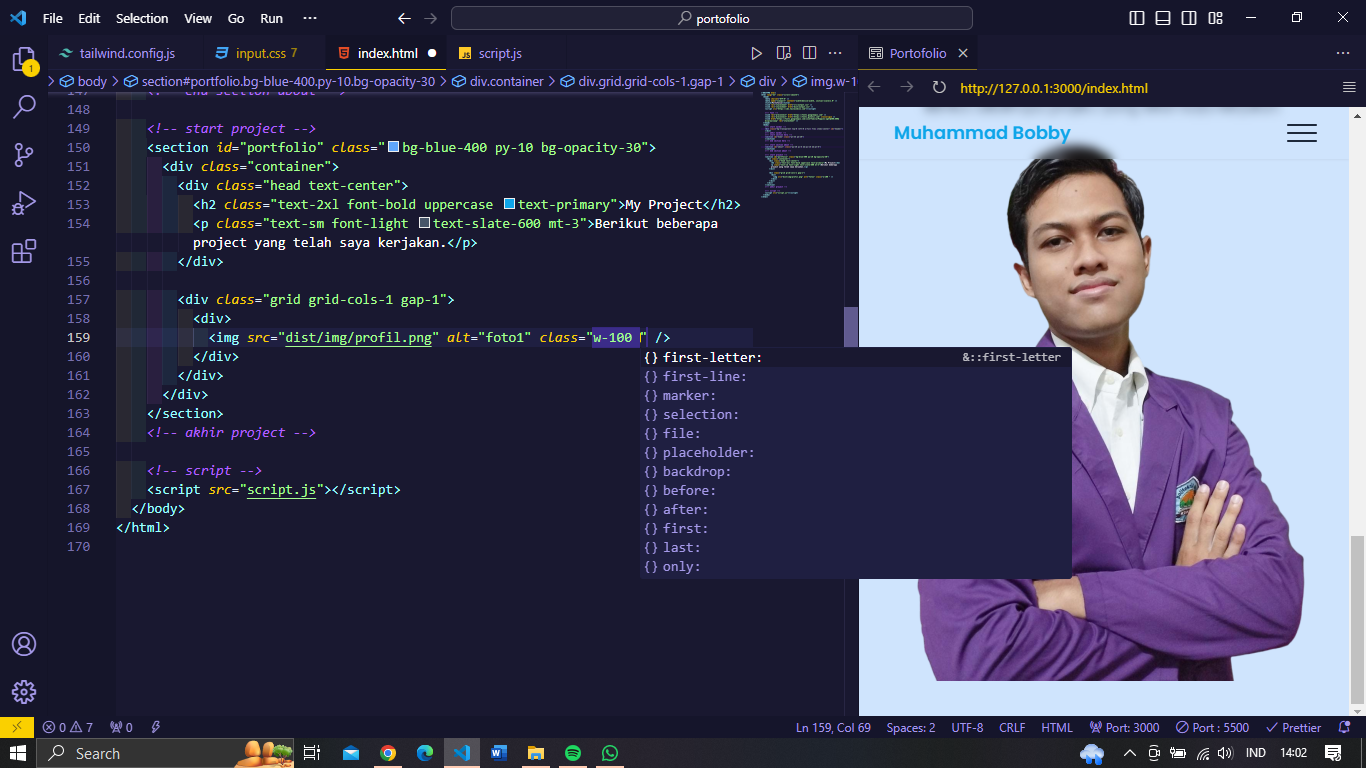 File Edit Selection View Go Run ··· portofolio
tailwind.config.js input.css 7 index.html script.js
body > section#portfolio.bg-blue-400.py-10.bg-opacity-30 > div.container > div.grid.grid-cols-1.gap-1 > div > img.w-1
148
149 <!-- start project -->
150 <section id="portfolio" class="bg-blue-400 py-10 bg-opacity-30">
151 <div class="container">
152 <div class="head text-center">
153 <h2 class="text-2xl font-bold uppercase text-primary">My Project</h2>
154 <p class="text-sm font-light text-slate-600 mt-3">Berikut beberapa
project yang telah saya kerjakan.</p>
155 </div>
156
157 <div class="grid grid-cols-1 gap-1">
158 <div>
159 <img src="dist/img/profil.png" alt="foto1" class="w-100 f" />
160 </div>
161 </div>
162 </div>
163 </section>
164 <!-- akhir project -->
165
166 <!-- script -->
167 <script src="script.js"></script>
168 </body>
169 </html>
170
{} first-letter: &::first-letter
{} first-line:
{} marker:
{} selection:
{} file:
{} placeholder:
{} backdrop:
{} before:
{} after:
{} first:
{} last:
{} only:
Portofolio
http://127.0.0.1:3000/index.html
Muhammad Bobby
1
0 7 0 Ln 159, Col 69 Spaces: 2 UTF-8 CRLF HTML Port: 3000 Port : 5500 Prettier
Search IND 14:02